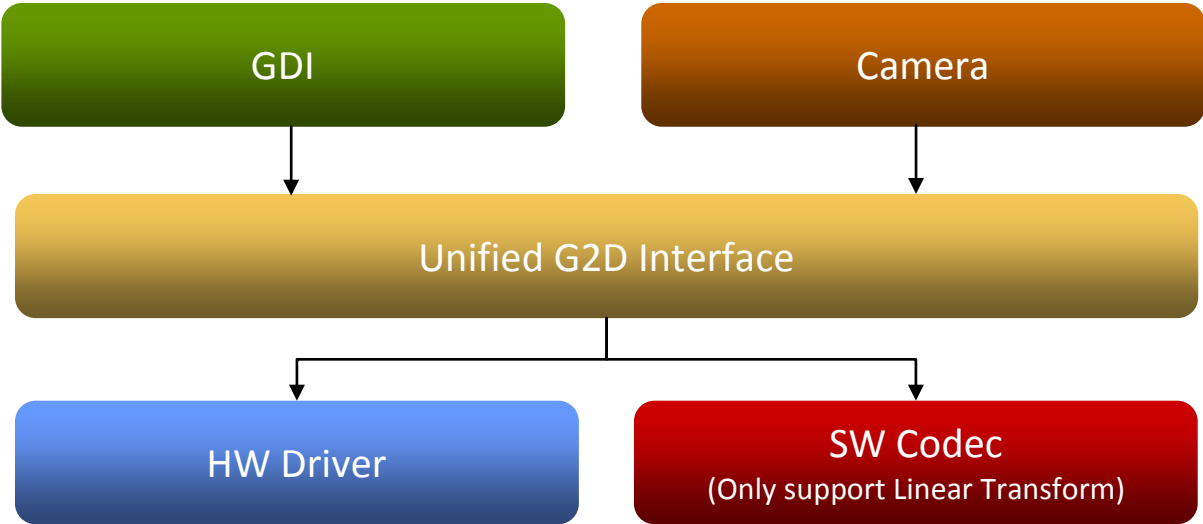 GDI
Camera
Unified G2D Interface
HW Driver
SW Codec
(Only support Linear Transform)